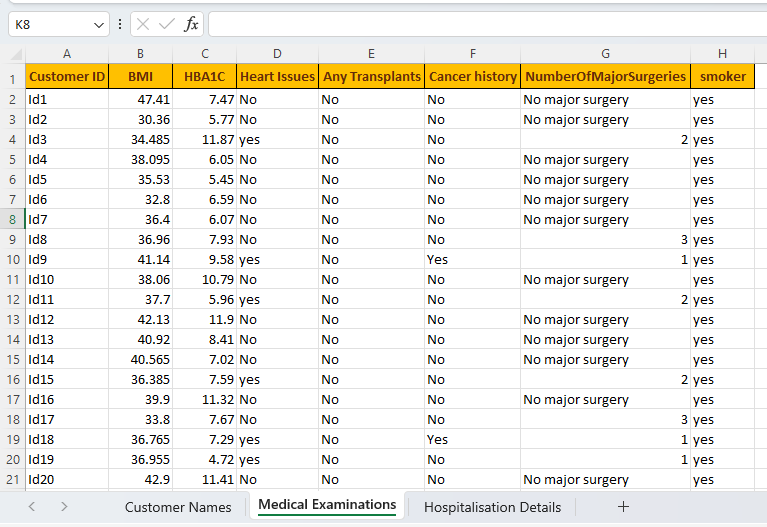 K8 fx
A B C D E F G H
1 Customer ID BMI HBA1C Heart Issues Any Transplants Cancer history NumberOfMajorSurgeries smoker
2 Id1 47.41 7.47 No No No No major surgery yes
3 Id2 30.36 5.77 No No No No major surgery yes
4 Id3 34.485 11.87 yes No No 2 yes
5 Id4 38.095 6.05 No No No No major surgery yes
6 Id5 35.53 5.45 No No No No major surgery yes
7 Id6 32.8 6.59 No No No No major surgery yes
8 Id7 36.4 6.07 No No No No major surgery yes
9 Id8 36.96 7.93 No No No 3 yes
10 Id9 41.14 9.58 yes No Yes 1 yes
11 Id10 38.06 10.79 No No No No major surgery yes
12 Id11 37.7 5.96 yes No No 2 yes
13 Id12 42.13 11.9 No No No No major surgery yes
14 Id13 40.92 8.41 No No No No major surgery yes
15 Id14 40.565 7.02 No No No No major surgery yes
16 Id15 36.385 7.59 yes No No 2 yes
17 Id16 39.9 11.32 No No No No major surgery yes
18 Id17 33.8 7.67 No No No 3 yes
19 Id18 36.765 7.29 yes No Yes 1 yes
20 Id19 36.955 4.72 yes No No 1 yes
21 Id20 42.9 11.41 No No No No major surgery yes
Customer Names Medical Examinations Hospitalisation Details